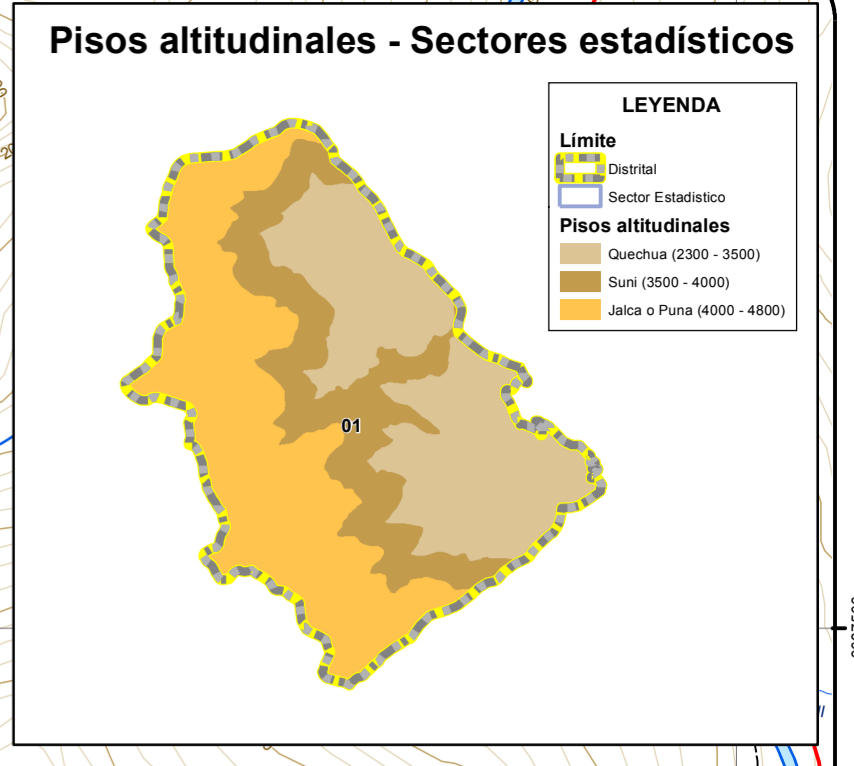 Pisos altitudinales - Sectores estadísticos
LEYENDA
Límite
Distrital
Sector Estadistico
Pisos altitudinales
Quechua (2300 - 3500)
Suni (3500 - 4000)
Jalca o Puna (4000 - 4800)
01